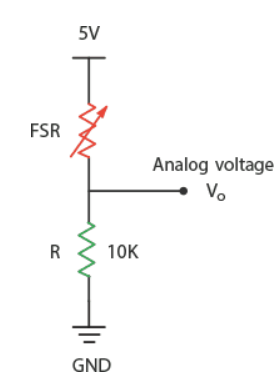 5V
FSR
Analog voltage
Vₒ
R 10K
GND